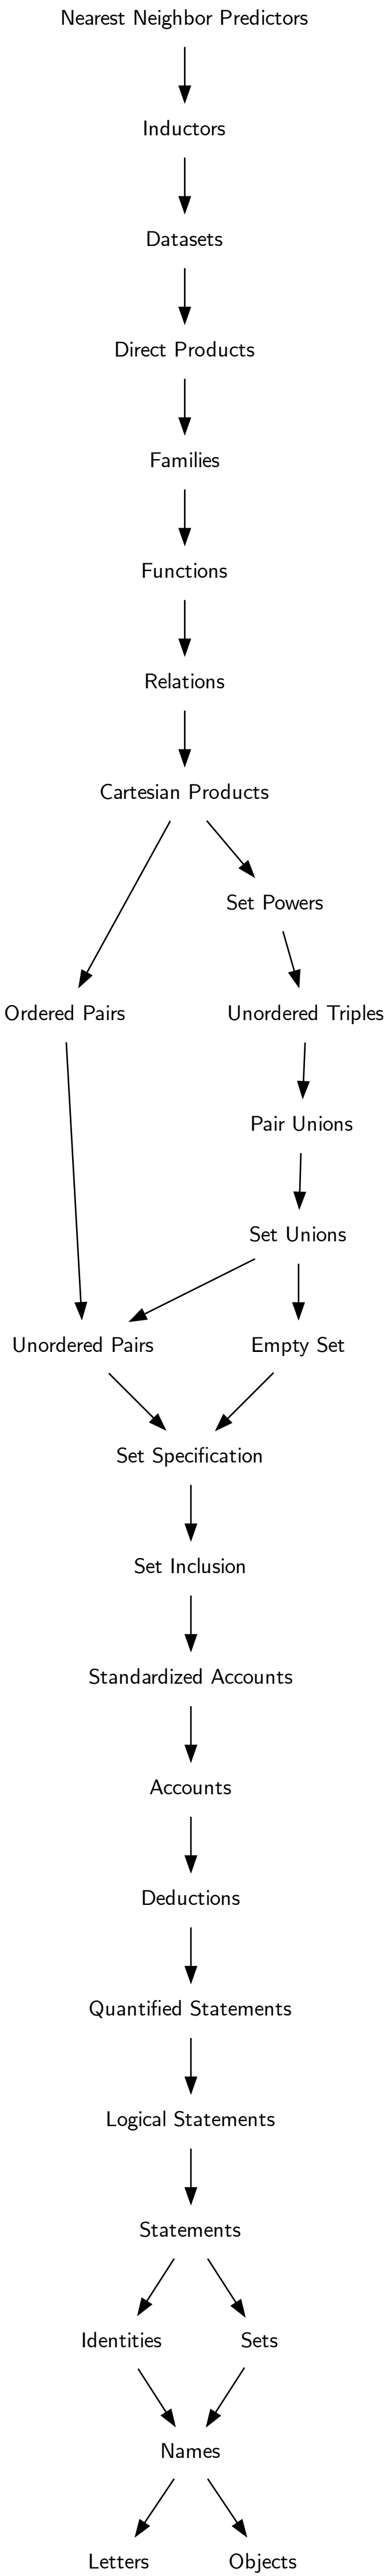 Nearest Neighbor Predictors
Inductors
Datasets
Direct Products
Families
Functions
Relations
Cartesian Products
Set Powers
Ordered Pairs
Unordered Triples
Pair Unions
Set Unions
Unordered Pairs
Empty Set
Set Specification
Set Inclusion
Standardized Accounts
Accounts
Deductions
Quantified Statements
Logical Statements
Statements
Identities
Sets
Names
Letters
Objects